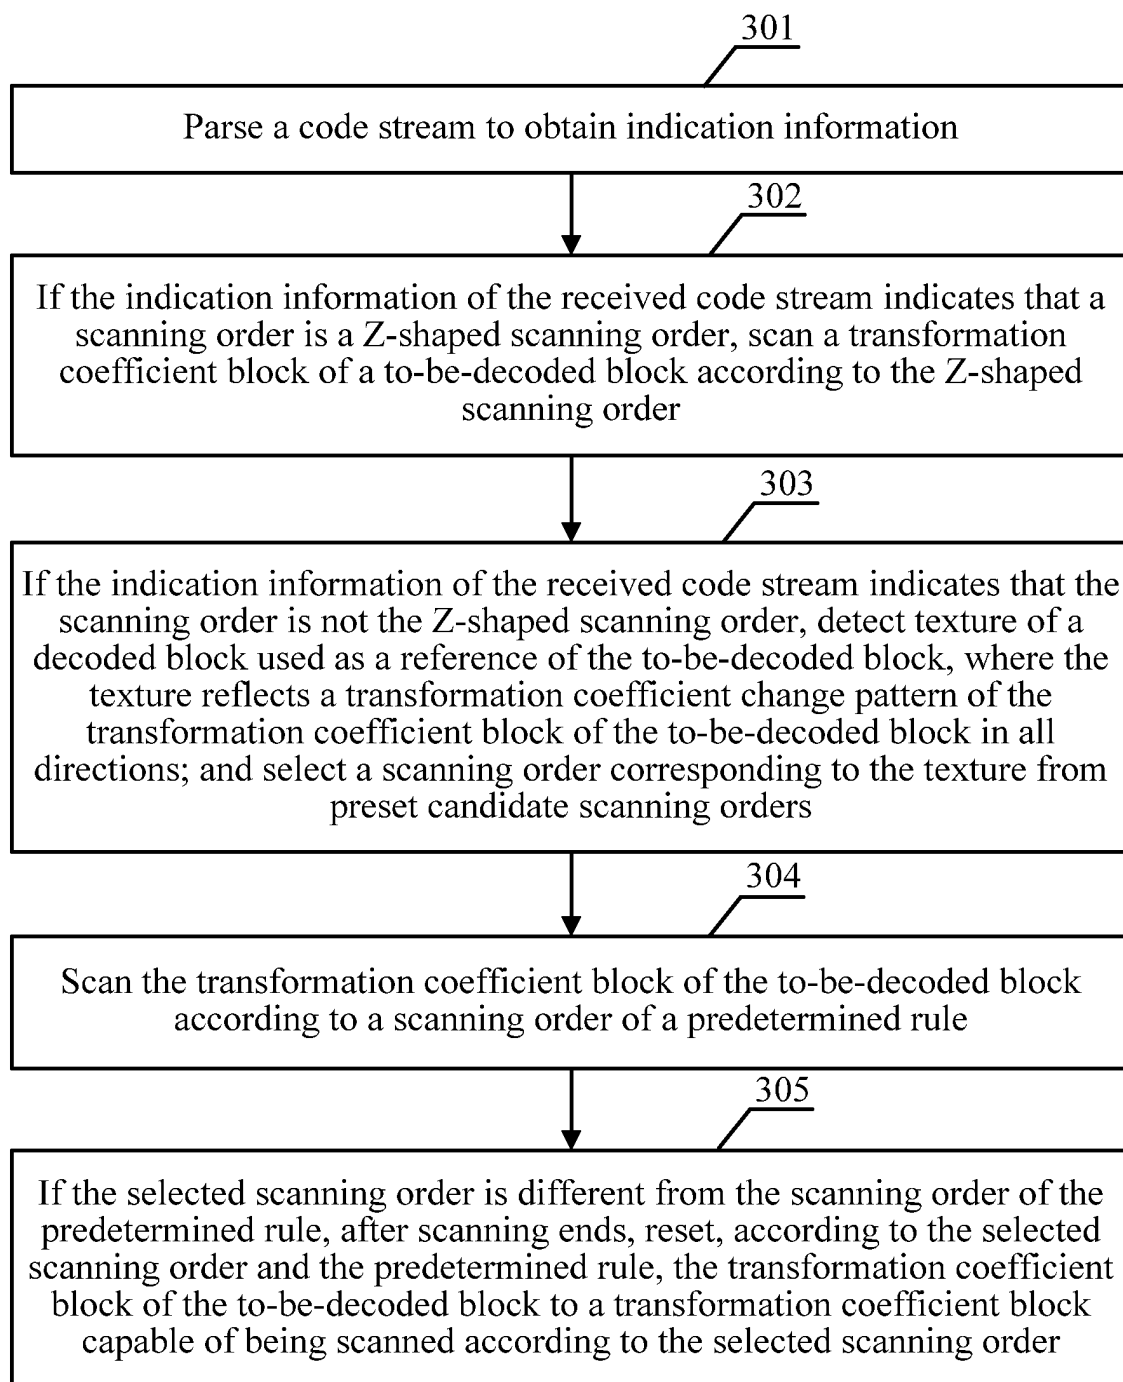 301
Parse a code stream to obtain indication information
302
If the indication information of the received code stream indicates that a
scanning order is a Z-shaped scanning order, scan a transformation
coefficient block of a to-be-decoded block according to the Z-shaped
scanning order
303
If the indication information of the received code stream indicates that the
scanning order is not the Z-shaped scanning order, detect texture of a
decoded block used as a reference of the to-be-decoded block, where the
texture reflects a transformation coefficient change pattern of the
transformation coefficient block of the to-be-decoded block in all
directions; and select a scanning order corresponding to the texture from
preset candidate scanning orders
304
Scan the transformation coefficient block of the to-be-decoded block
according to a scanning order of a predetermined rule
305
If the selected scanning order is different from the scanning order of the
predetermined rule, after scanning ends, reset, according to the selected
scanning order and the predetermined rule, the transformation coefficient
block of the to-be-decoded block to a transformation coefficient block
capable of being scanned according to the selected scanning order